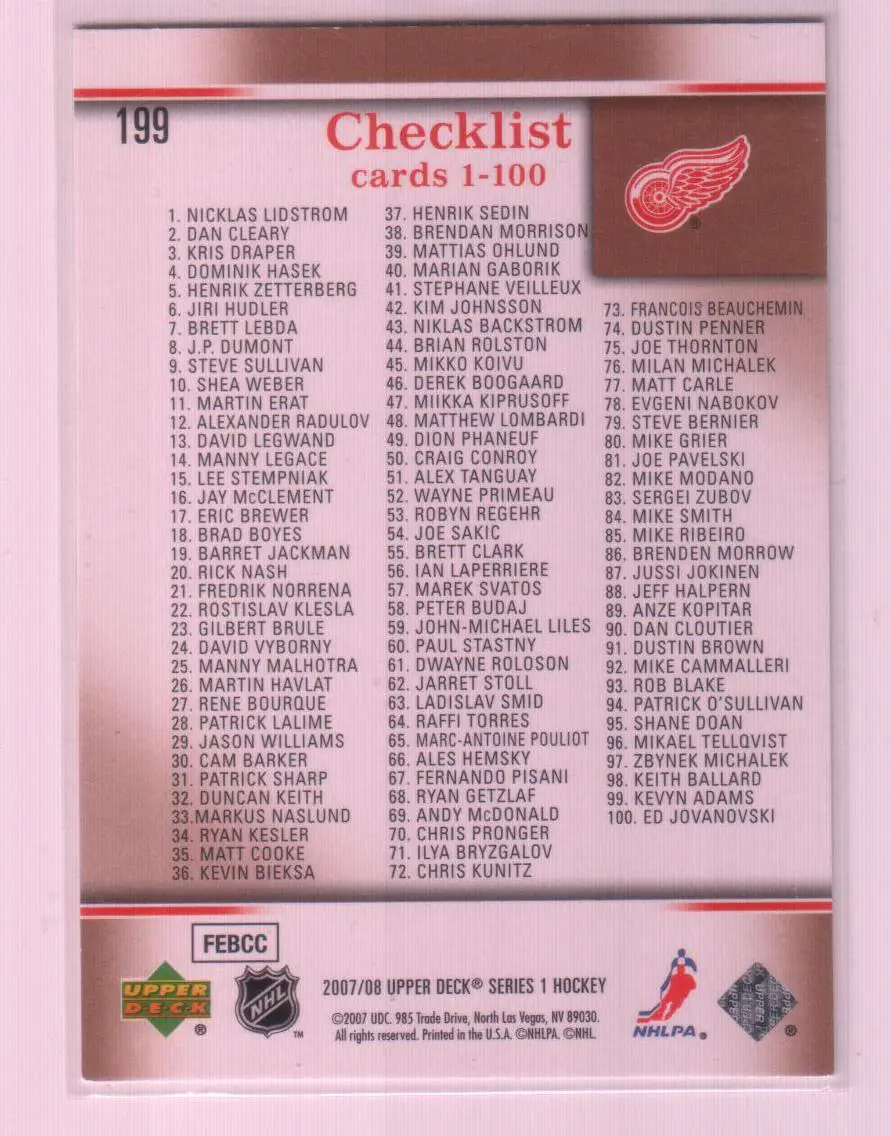 199
Checklist
cards 1-100
1. NICKLAS LIDSTROM
2. DAN CLEARY
3. KRIS DRAPER
4. DOMINIK HASEK
5. HENRIK ZETTERBERG
6. JIRI HUDLER
7. BRETT LEBDA
8. J.P. DUMONT
9. STEVE SULLIVAN
10. SHEA WEBER
11. MARTIN ERAT
12. ALEXANDER RADULOV
13. DAVID LEGWAND
14. MANNY LEGACE
15. LEE STEMPNIAK
16. JAY McCLEMENT
17. ERIC BREWER
18. BRAD BOYES
19. BARRET JACKMAN
20. RICK NASH
21. FREDRIK NORRENA
22. ROSTISLAV KLESLA
23. GILBERT BRULE
24. DAVID VYBORNY
25. MANNY MALHOTRA
26. MARTIN HAVLAT
27. RENE BOURQUE
28. PATRICK LALIME
29. JASON WILLIAMS
30. CAM BARKER
31. PATRICK SHARP
32. DUNCAN KEITH
33.MARKUS NASLUND
34. RYAN KESLER
35. MATT COOKE
36. KEVIN BIEKSA
37. HENRIK SEDIN
38. BRENDAN MORRISON
39. MATTIAS OHLUND
40. MARIAN GABORIK
41. STEPHANE VEILLEUX
42. KIM JOHNSSON
43. NIKLAS BACKSTROM
44. BRIAN ROLSTON
45. MIKKO KOIVU
46. DEREK BOOGAARD
47. MIIKKA KIPRUSOFF
48. MATTHEW LOMBARDI
49. DION PHANEUF
50. CRAIG CONROY
51. ALEX TANGUAY
52. WAYNE PRIMEAU
53. ROBYN REGEHR
54. JOE SAKIC
55. BRETT CLARK
56. IAN LAPERRIERE
57. MAREK SVATOS
58. PETER BUDAJ
59. JOHN-MICHAEL LILES
60. PAUL STASTNY
61. DWAYNE ROLOSON
62. JARRET STOLL
63. LADISLAV SMID
64. RAFFI TORRES
65. MARC-ANTOINE POULIOT
66. ALES HEMSKY
67. FERNANDO PISANI
68. RYAN GETZLAF
69. ANDY McDONALD
70. CHRIS PRONGER
71. ILYA BRYZGALOV
72. CHRIS KUNITZ
73. FRANCOIS BEAUCHEMIN
74. DUSTIN PENNER
75. JOE THORNTON
76. MILAN MICHALEK
77. MATT CARLE
78. EVGENI NABOKOV
79. STEVE BERNIER
80. MIKE GRIER
81. JOE PAVELSKI
82. MIKE MODANO
83. SERGEI ZUBOV
84. MIKE SMITH
85. MIKE RIBEIRO
86. BRENDEN MORROW
87. JUSSI JOKINEN
88. JEFF HALPERN
89. ANZE KOPITAR
90. DAN CLOUTIER
91. DUSTIN BROWN
92. MIKE CAMMALLERI
93. ROB BLAKE
94. PATRICK O'SULLIVAN
95. SHANE DOAN
96. MIKAEL TELLQVIST
97. ZBYNEK MICHALEK
98. KEITH BALLARD
99. KEVYN ADAMS
100. ED JOVANOVSKI
FEBCC
UPPER
DECK ®
NHL ™
2007/08 UPPER DECK® SERIES 1 HOCKEY
©2007 UDC. 985 Trade Drive, North Las Vegas, NV 89030.
All rights reserved. Printed in the U.S.A. ©NHLPA. ©NHL.
NHLPA ®